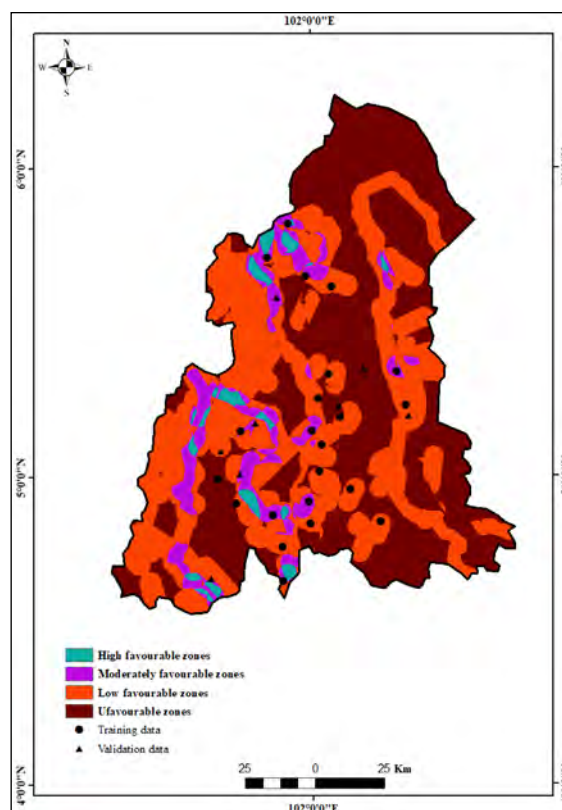 102°0'0"E
N
W E
S
6°0'0"N
5°0'0"N
High favourable zones
Moderately favourable zones
Low favourable zones
Ufavourable zones
Training data
Validation data
25 0 25 Km
4°0'0"N
102°0'0"E